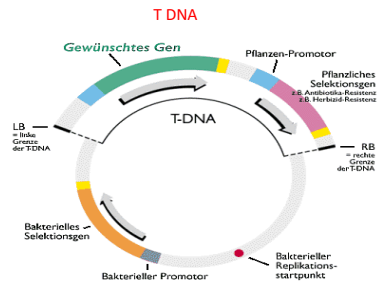 T DNA
Gewünschtes Gen
Pflanzen-Promotor
Pflanzliches
Selektionsgen
z.B. Antibiotika-Resistenz
z.B. Herbizid-Resistenz
LB
= linke
Grenze
der T-DNA
T-DNA
RB
= rechte
Grenze
der T-DNA
Bakterielles
Selektionsgen
Bakterieller Promotor
Bakterieller
Replikations-
startpunkt